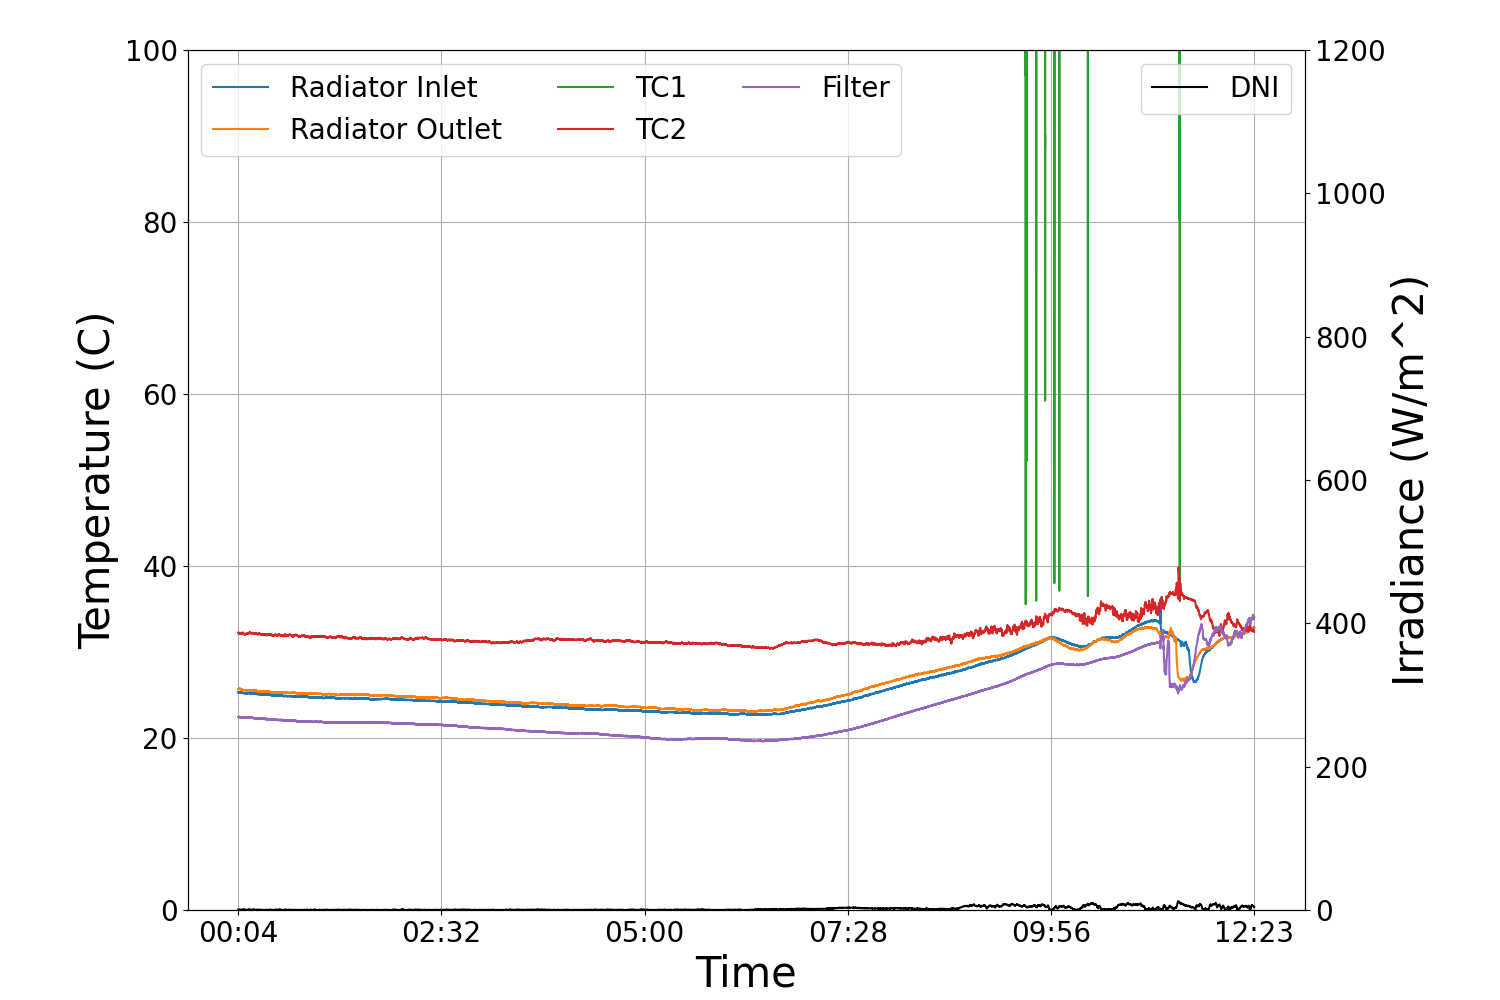 Radiator Inlet
Radiator Outlet
TC1
TC2
Filter
DNI
Temperature (C)
100
80
60
40
20
0
1200
1000
800
600
400
200
0
Irradiance (W/m^2)
00:04 02:32 05:00 07:28 09:56 12:23
Time